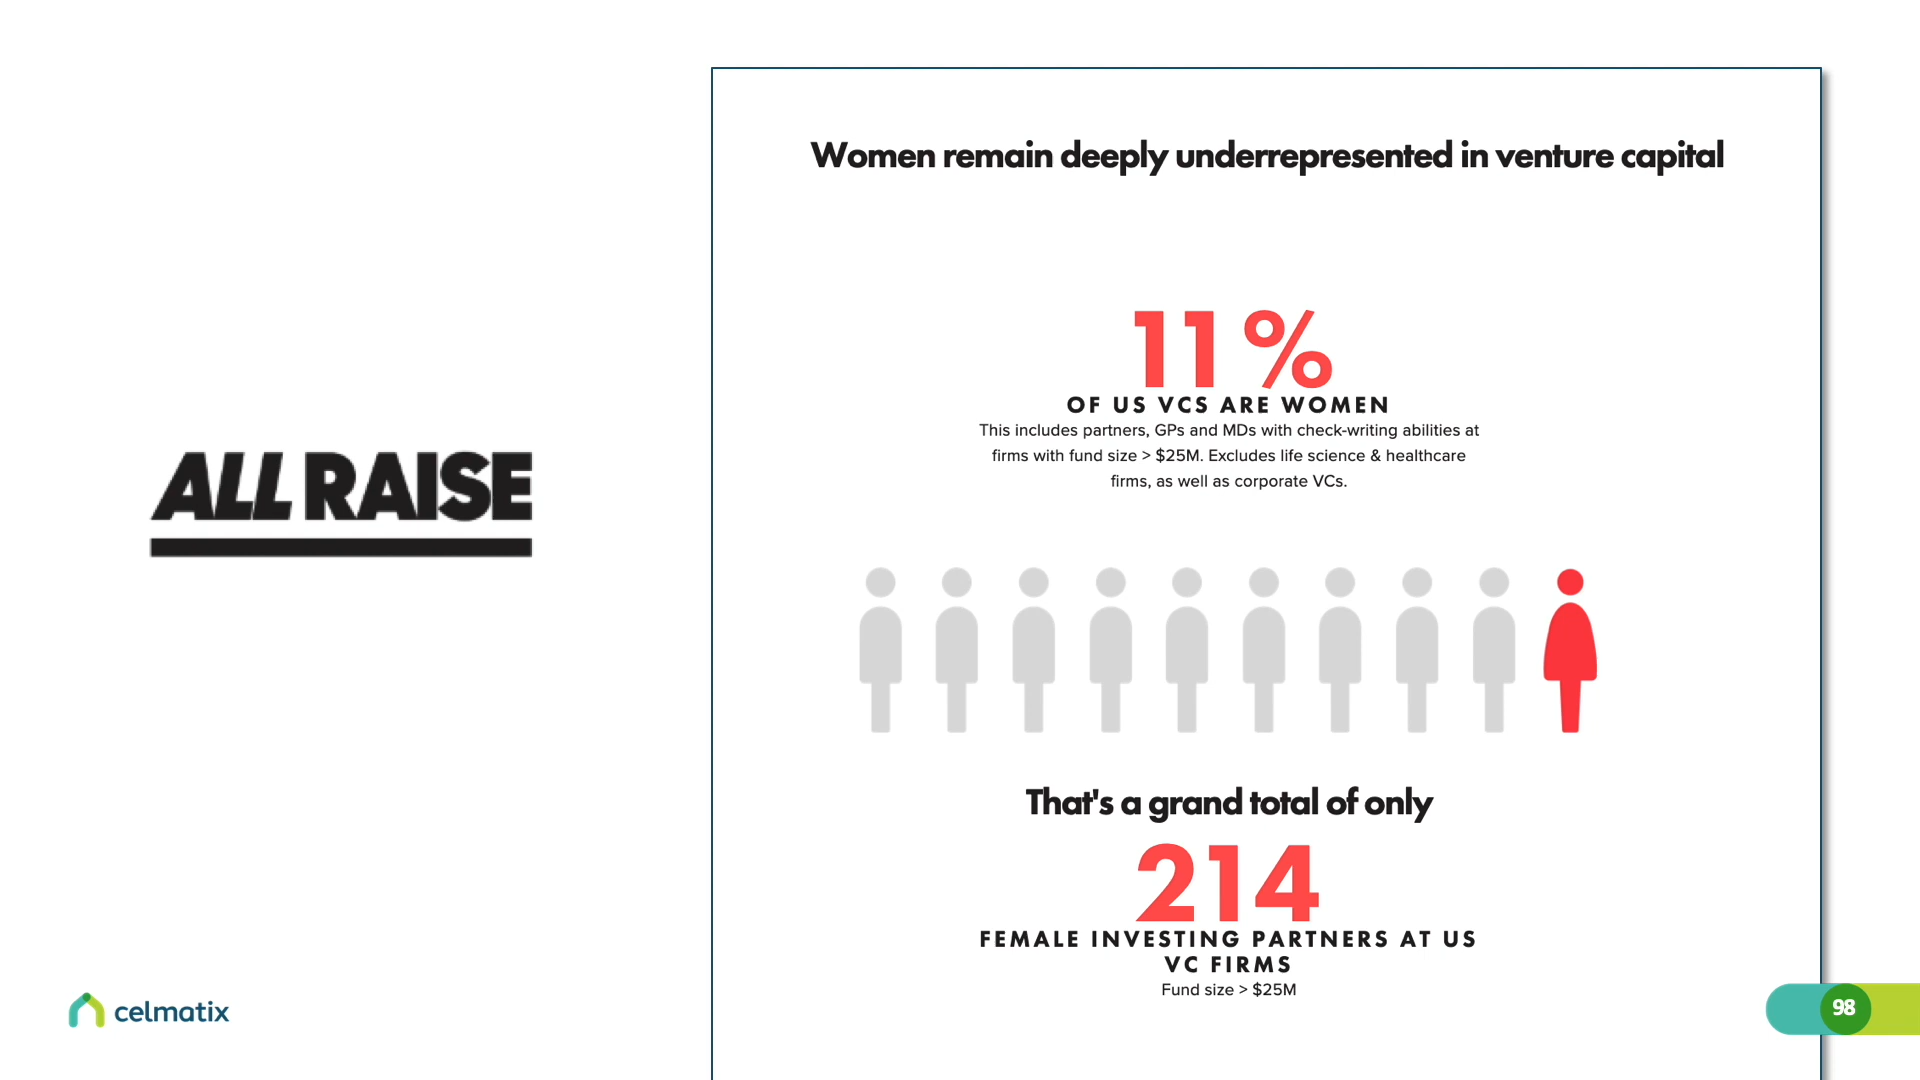 ALL RAISE
Women remain deeply underrepresented in venture capital
11%
OF US VCS ARE WOMEN
This includes partners, GPs and MDs with check-writing abilities at
firms with fund size > $25M. Excludes life science & healthcare
firms, as well as corporate VCs.
That's a grand total of only
214
FEMALE INVESTING PARTNERS AT US
VC FIRMS
Fund size > $25M
celmatix
98